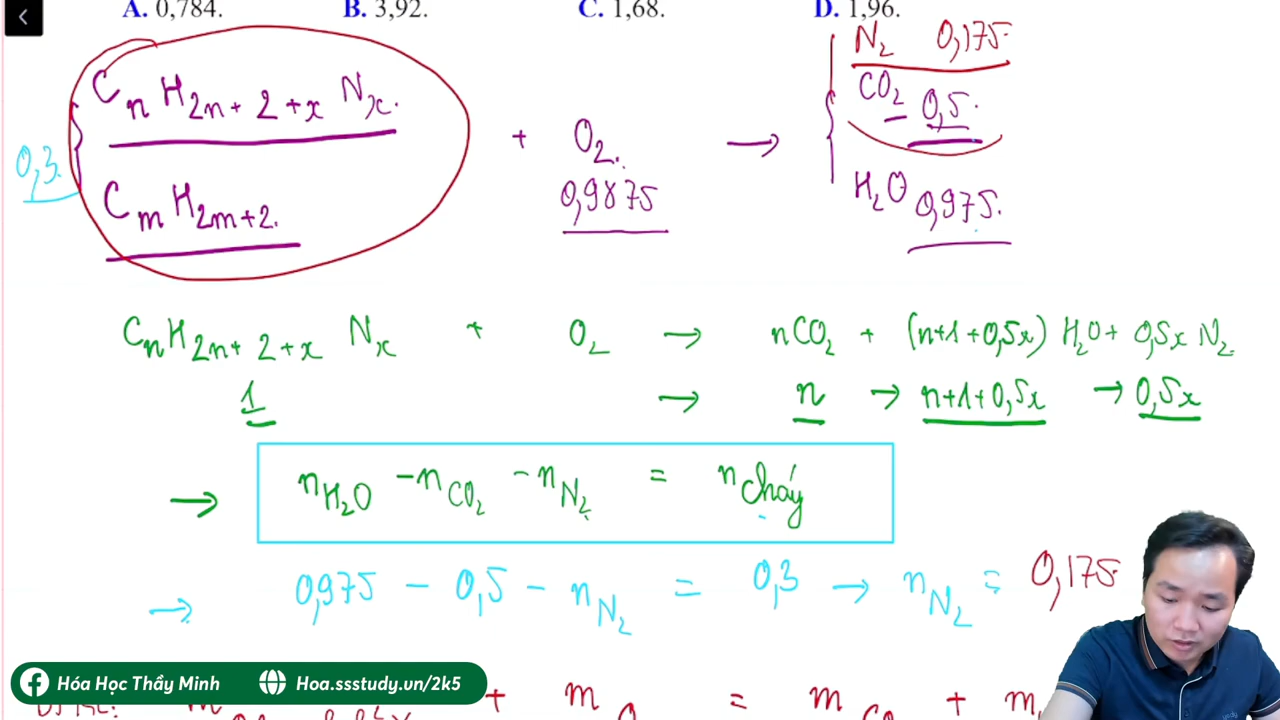 A. 0,784. B. 3,92. C. 1,68. D. 1,96.
N₂ 0,175.
CₙH₂ₙ₊₂₊ₓNₓ.
CO₂ 0,5.
0,3
+ O₂. →
CₘH₂ₘ₊₂.
0,9875
H₂O 0,975.
CₙH₂ₙ₊₂₊ₓNₓ + O₂ → nCO₂ + (n+1+0,5x) H₂O + 0,5x N₂.
1 → n → n+1+0,5x → 0,5x
→ nH₂O - nCO₂ - nN₂ = nCháy
→ 0,975 - 0,5 - nN₂ = 0,3 → nN₂ = 0,175
Hóa Học Thầy Minh Hoa.ssstudy.vn/2k5
+ m = m + m